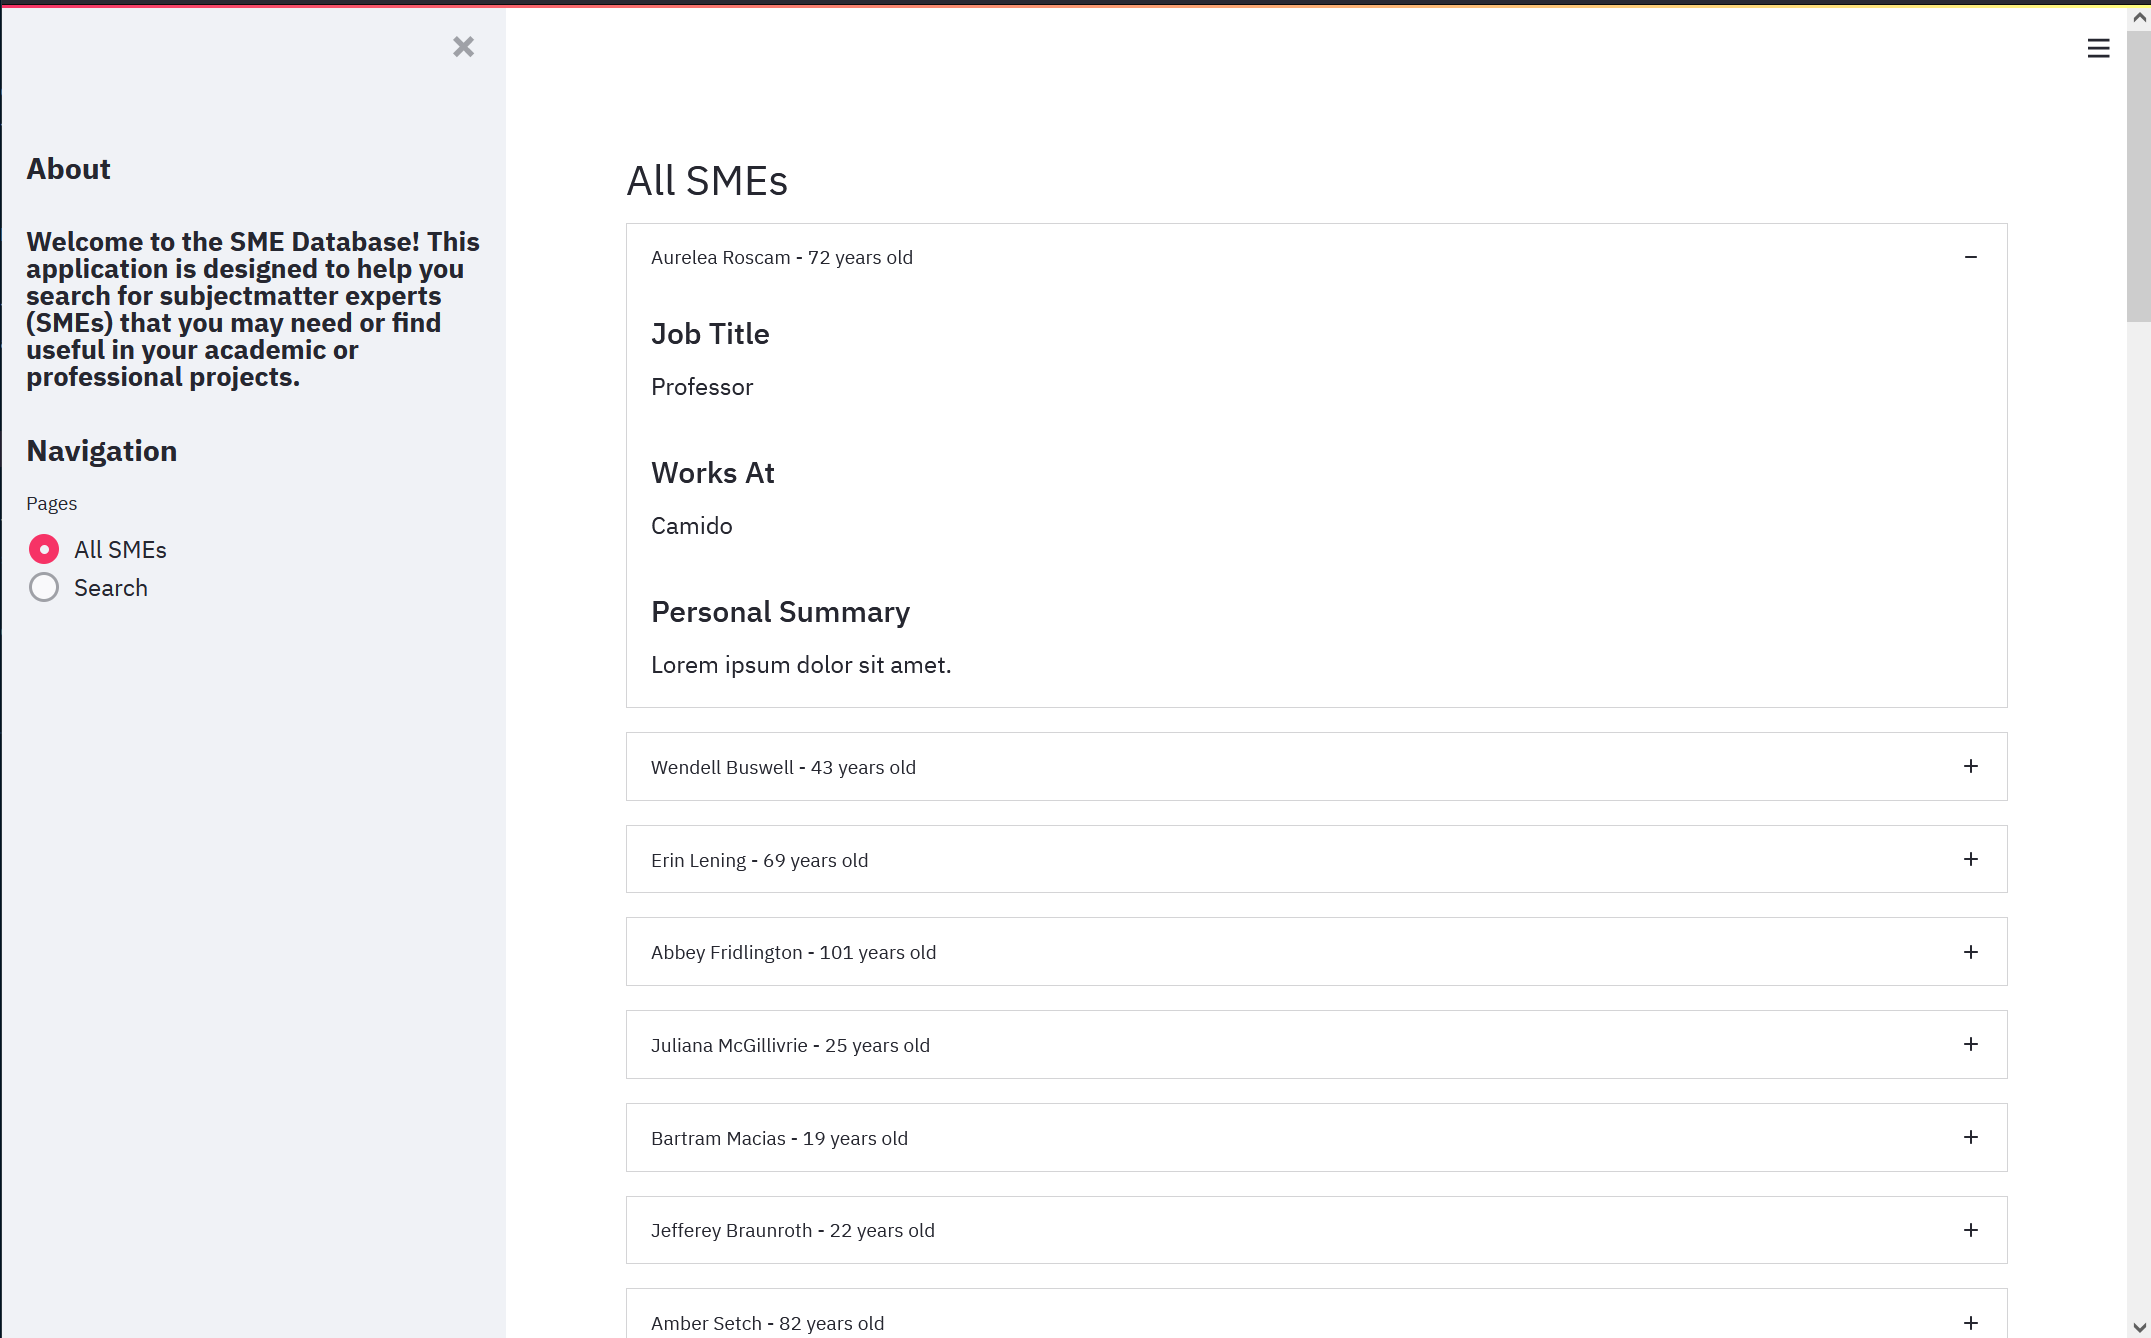 About
Welcome to the SME Database! This
application is designed to help you
search for subjectmatter experts
(SMEs) that you may need or find
useful in your academic or
professional projects.
Navigation
Pages
All SMEs
Search
All SMEs
Aurelea Roscam - 72 years old
Job Title
Professor
Works At
Camido
Personal Summary
Lorem ipsum dolor sit amet.
Wendell Buswell - 43 years old
Erin Lening - 69 years old
Abbey Fridlington - 101 years old
Juliana McGillivrie - 25 years old
Bartram Macias - 19 years old
Jefferey Braunroth - 22 years old
Amber Setch - 82 years old